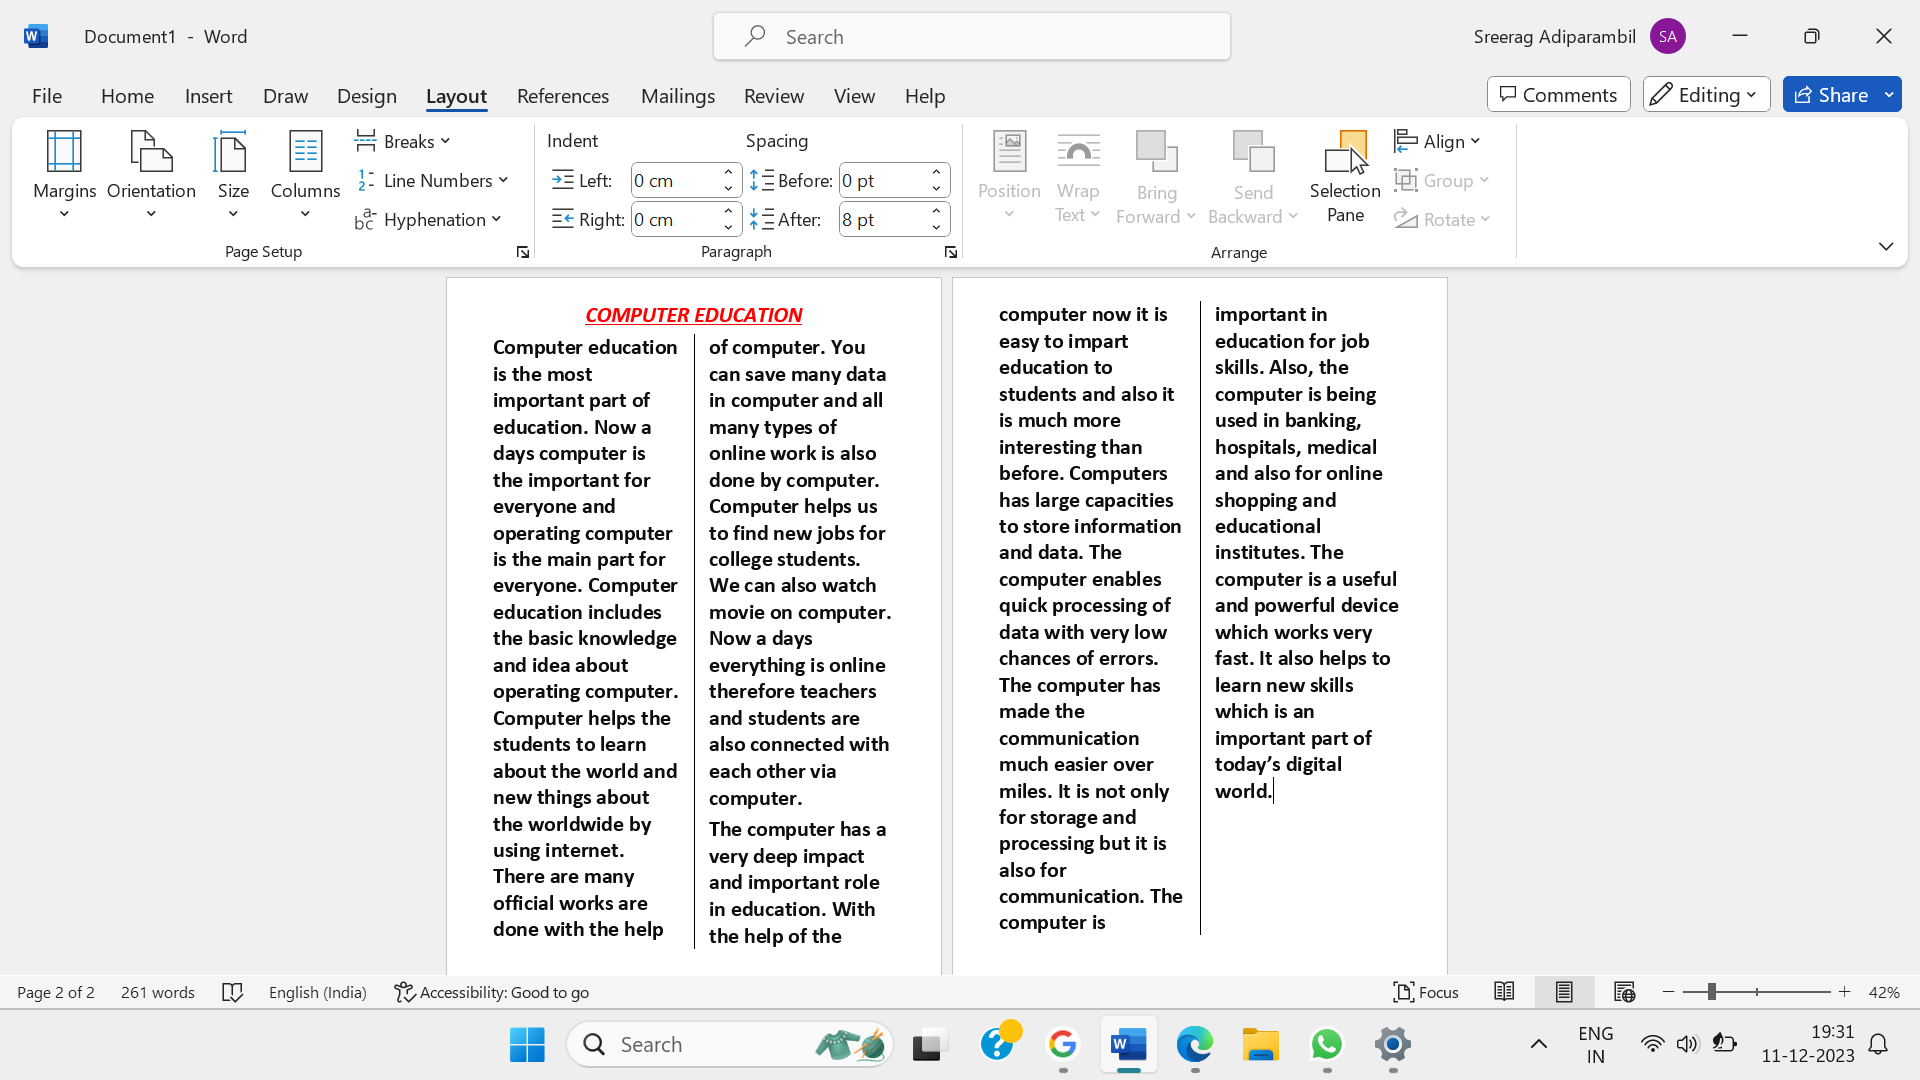 Document1 - Word
Search
Sreerag Adiparambil
SA
File Home Insert Draw Design Layout References Mailings Review View Help
Comments
Editing
Share
Margins
Orientation
Size
Columns
Breaks
Line Numbers
Hyphenation
Page Setup
Indent
Left: 0 cm
Right: 0 cm
Spacing
Before: 0 pt
After: 8 pt
Paragraph
Position
Wrap
Text
Bring
Forward
Send
Backward
Selection
Pane
Align
Group
Rotate
Arrange
COMPUTER EDUCATION
Computer education
is the most
important part of
education. Now a
days computer is
the important for
everyone and
operating computer
is the main part for
everyone. Computer
education includes
the basic knowledge
and idea about
operating computer.
Computer helps the
students to learn
about the world and
new things about
the worldwide by
using internet.
There are many
official works are
done with the help
of computer. You
can save many data
in computer and all
many types of
online work is also
done by computer.
Computer helps us
to find new jobs for
college students.
We can also watch
movie on computer.
Now a days
everything is online
therefore teachers
and students are
also connected with
each other via
computer.
The computer has a
very deep impact
and important role
in education. With
the help of the
computer now it is
easy to impart
education to
students and also it
is much more
interesting than
before. Computers
has large capacities
to store information
and data. The
computer enables
quick processing of
data with very low
chances of errors.
The computer has
made the
communication
much easier over
miles. It is not only
for storage and
processing but it is
also for
communication. The
computer is
important in
education for job
skills. Also, the
computer is being
used in banking,
hospitals, medical
and also for online
shopping and
educational
institutes. The
computer is a useful
and powerful device
which works very
fast. It also helps to
learn new skills
which is an
important part of
today’s digital
world.
Page 2 of 2
261 words
English (India)
Accessibility: Good to go
Focus
42%
Search
ENG
IN
19:31
11-12-2023